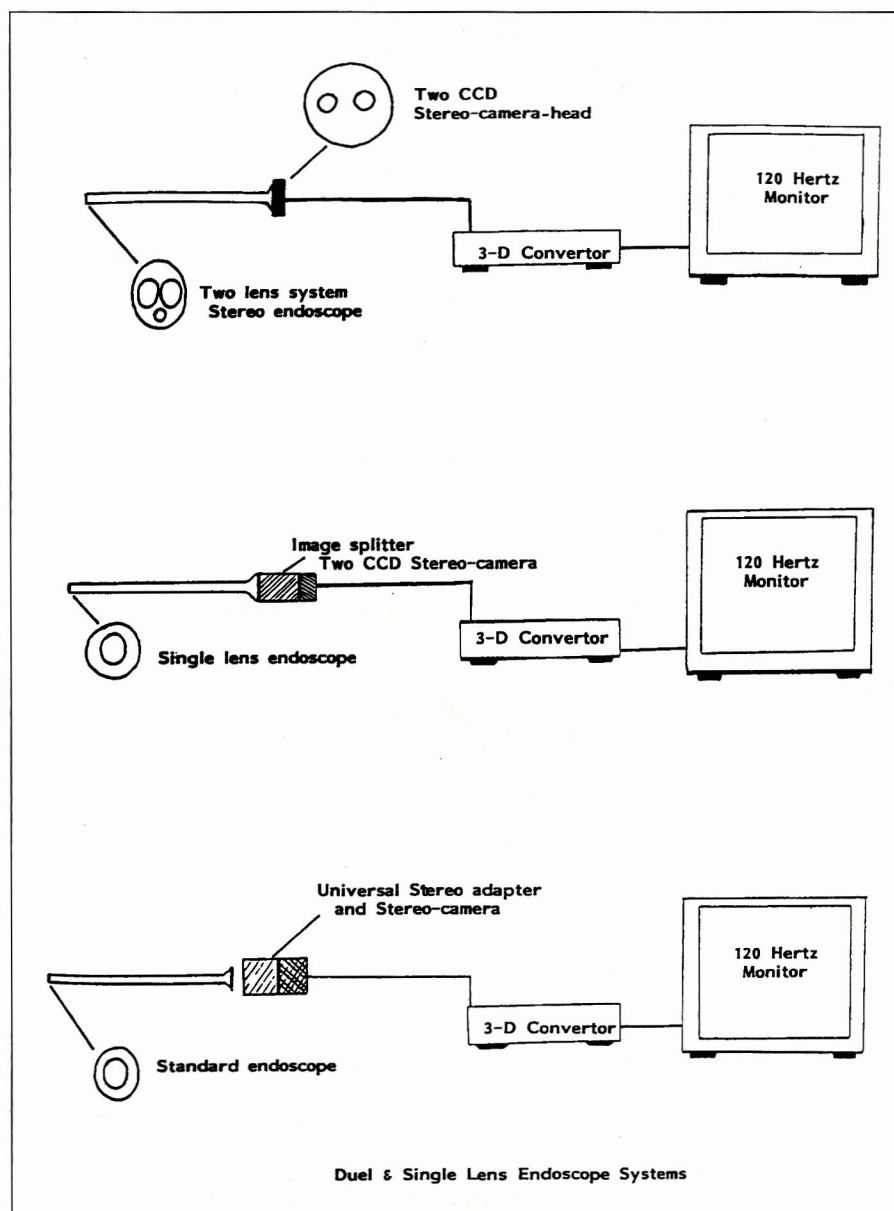 Two CCD
Stereo-camera-head
120 Hertz
Monitor
3-D Convertor
Two lens system
Stereo endoscope
Image splitter
Two CCD Stereo-camera
120 Hertz
Monitor
3-D Convertor
Single lens endoscope
Universal Stereo adapter
and Stereo-camera
120 Hertz
Monitor
3-D Convertor
Standard endoscope
Duel & Single Lens Endoscope Systems